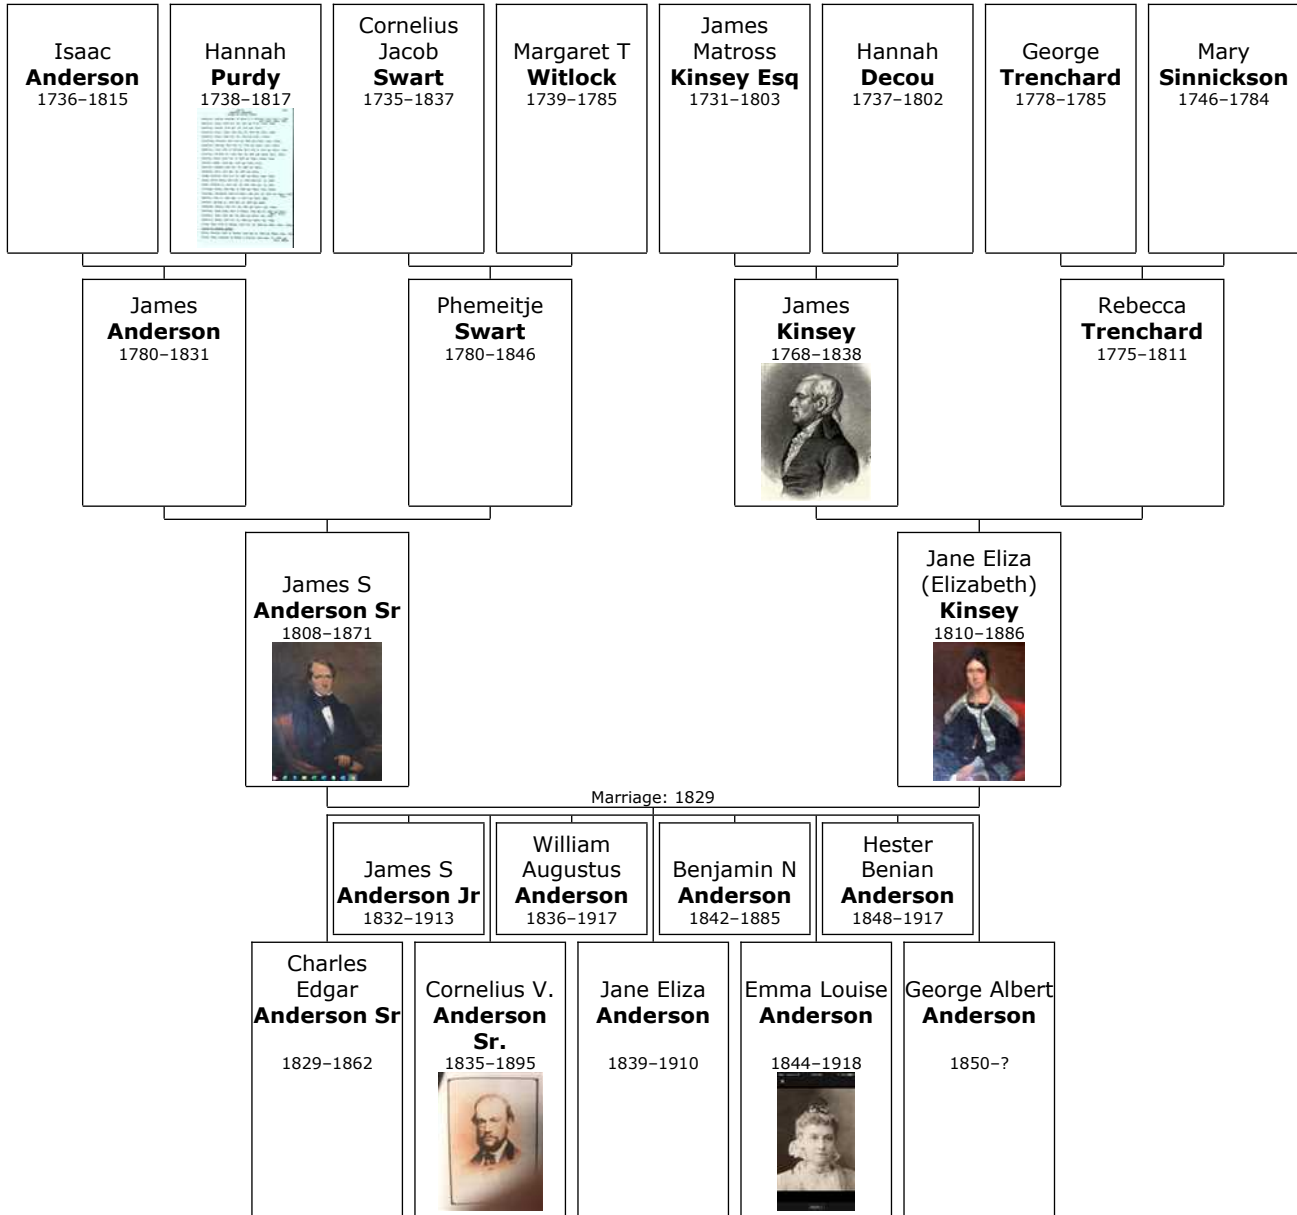 Isaac
Anderson
1736–1815
Hannah
Purdy
1738–1817
Cornelius
Jacob
Swart
1735–1837
Margaret T
Witlock
1739–1785
James
Matross
Kinsey Esq
1731–1803
Hannah
Decou
1737–1802
George
Trenchard
1778–1785
Mary
Sinnickson
1746–1784
James
Anderson
1780–1831
Phemeitje
Swart
1780–1846
James
Kinsey
1768–1838
Rebecca
Trenchard
1775–1811
James S
Anderson Sr
1808–1871
Jane Eliza
(Elizabeth)
Kinsey
1810–1886
Marriage: 1829
James S
Anderson Jr
1832–1913
William
Augustus
Anderson
1836–1917
Benjamin N
Anderson
1842–1885
Hester
Benian
Anderson
1848–1917
Charles
Edgar
Anderson Sr
1829–1862
Cornelius V.
Anderson
Sr.
1835–1895
Jane Eliza
Anderson
1839–1910
Emma Louise
Anderson
1844–1918
George Albert
Anderson
1850–?